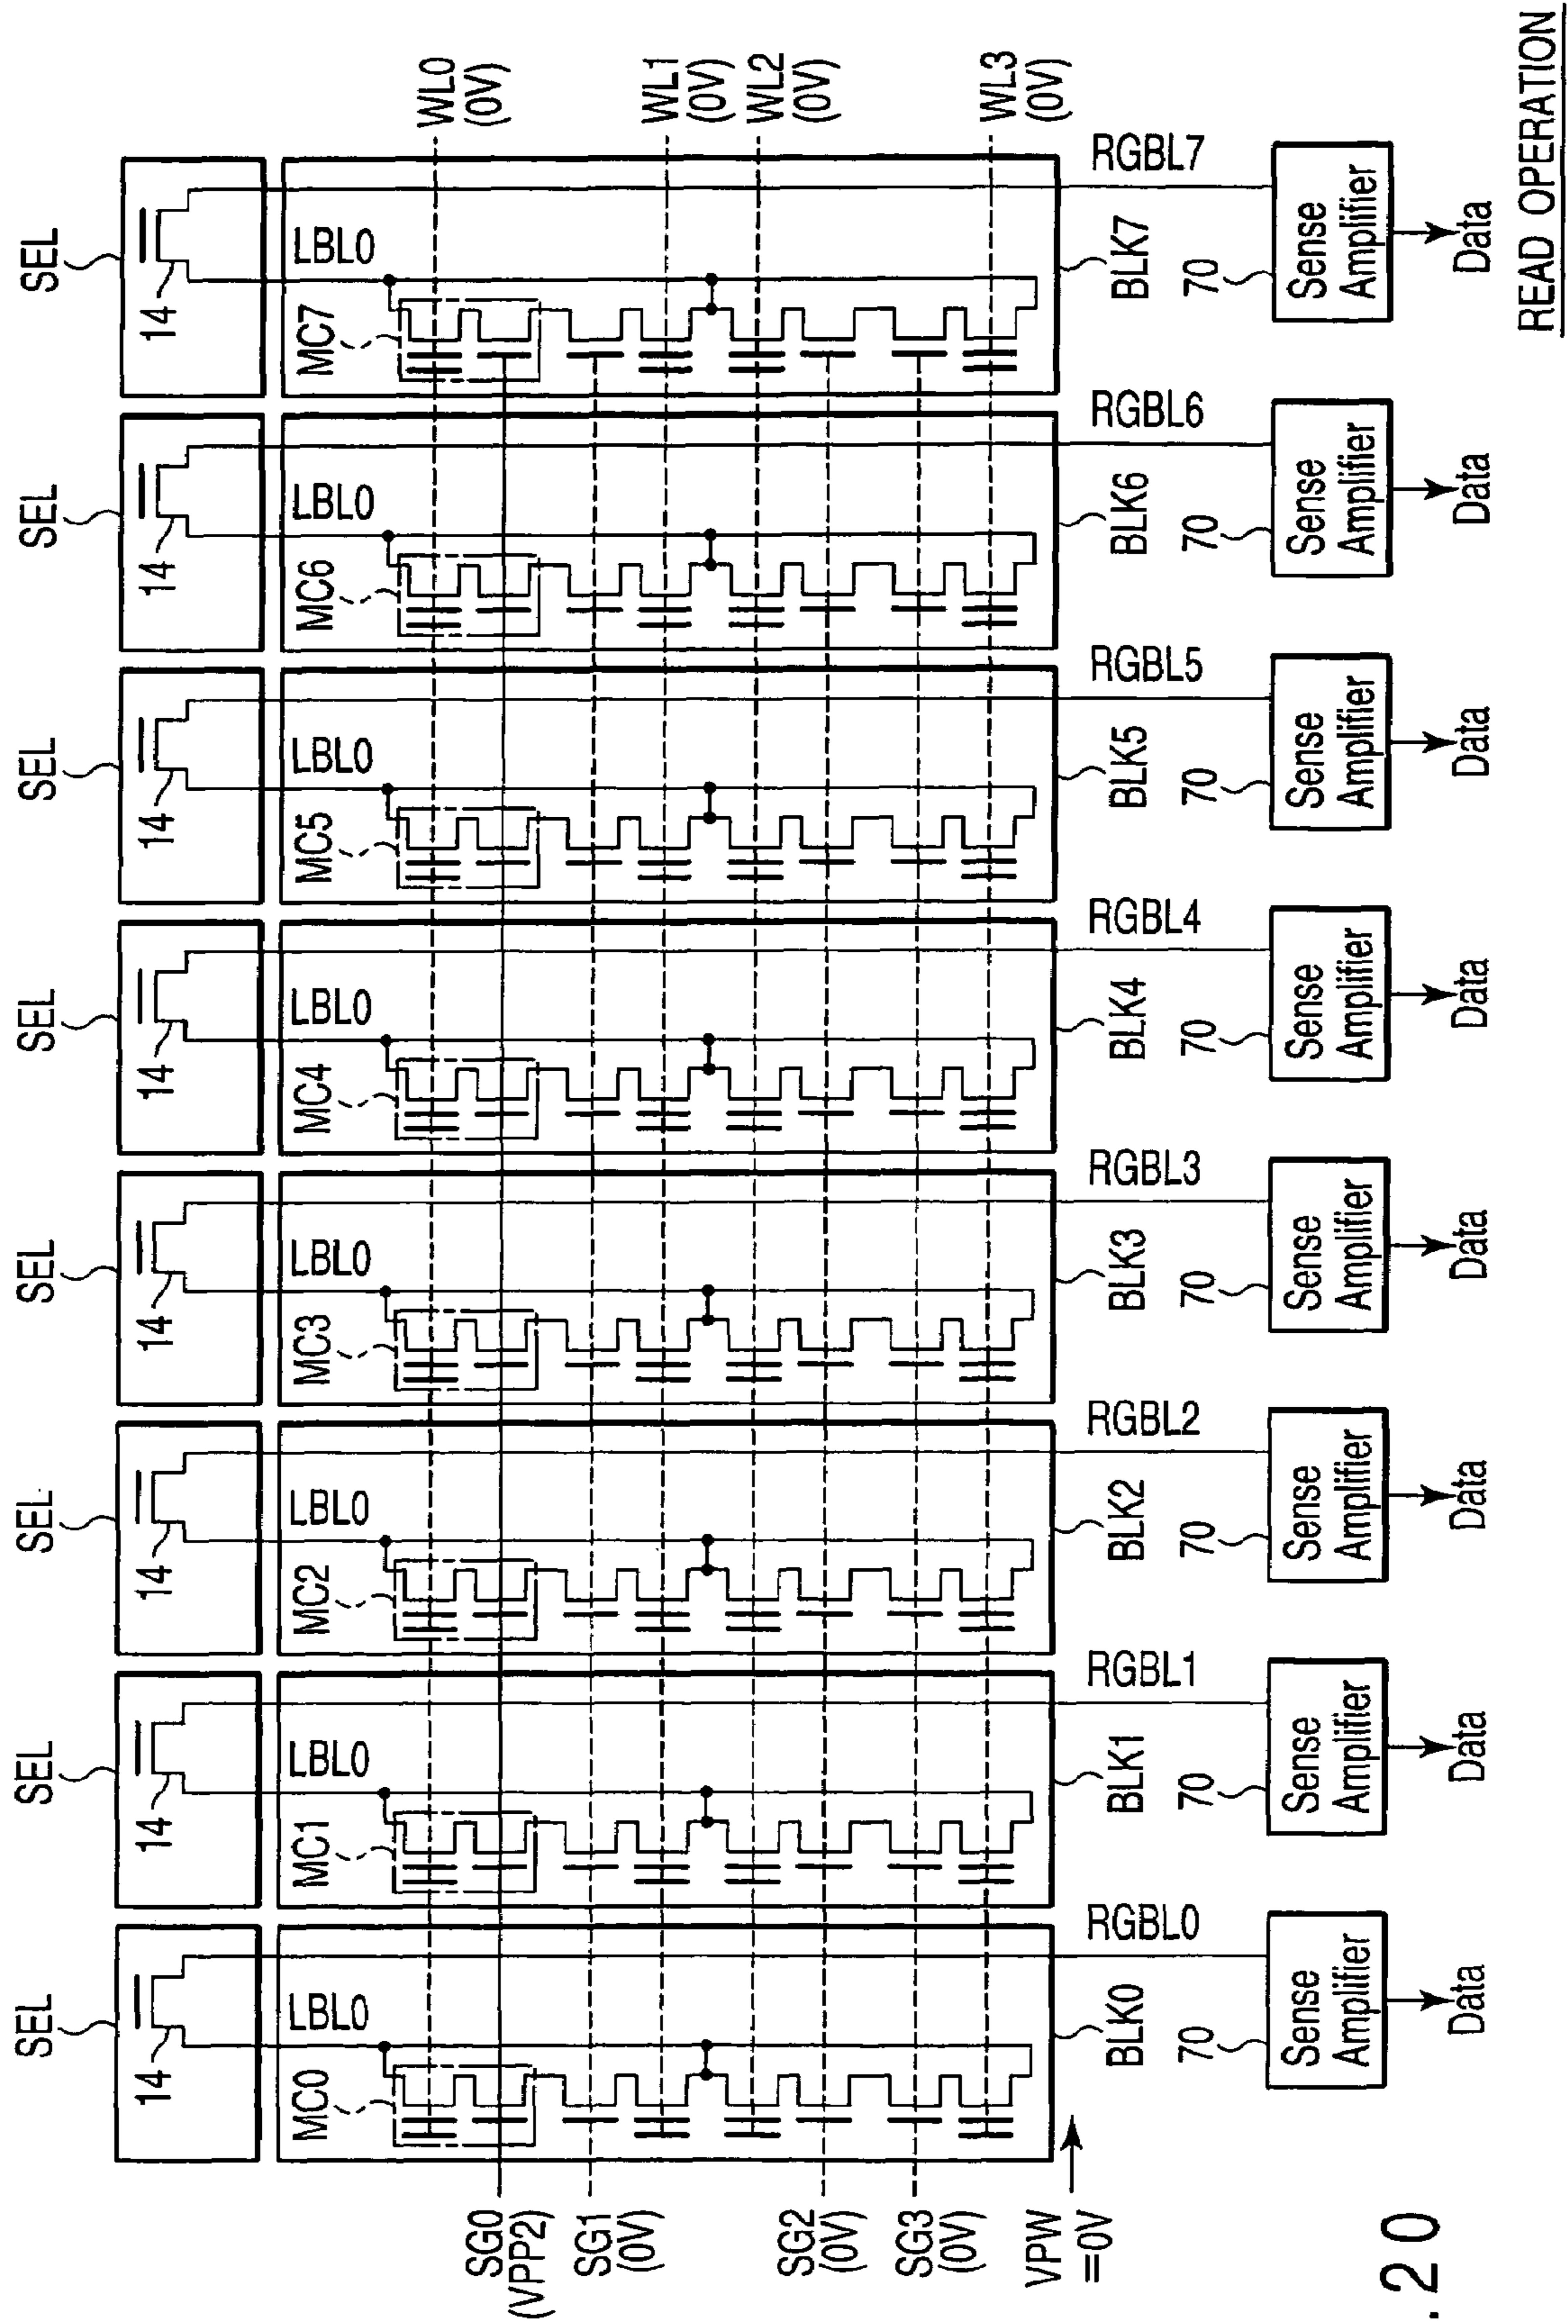 SEL SEL SEL SEL SEL SEL SEL SEL
14 14 14 14 14 14 14 14
LBL0 LBL0 LBL0 LBL0 LBL0 LBL0 LBL0 LBL0
MC0 MC1 MC2 MC3 MC4 MC5 MC6 MC7
WL0
(0V)
SG0
(VPP2)
SG1
(0V)
WL1
(0V)
WL2
(0V)
SG2
(0V)
SG3
(0V)
WL3
(0V)
VPW
=0V
RGBL0 RGBL1 RGBL2 RGBL3 RGBL4 RGBL5 RGBL6 RGBL7
BLK0 BLK1 BLK2 BLK3 BLK4 BLK5 BLK6 BLK7
70 70 70 70 70 70 70 70
Sense Sense Sense Sense Sense Sense Sense Sense
Amplifier Amplifier Amplifier Amplifier Amplifier Amplifier Amplifier Amplifier
Data Data Data Data Data Data Data Data
. 20
READ OPERATION